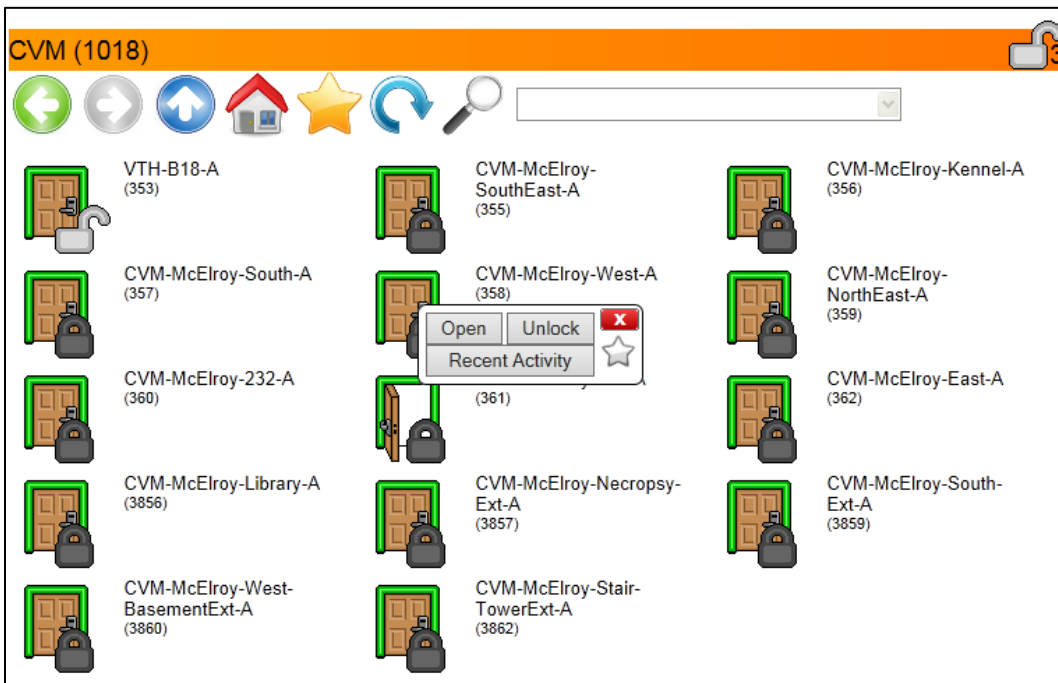 CVM (1018)
3
VTH-B18-A
(353)
CVM-McElroy-
SouthEast-A
(355)
CVM-McElroy-Kennel-A
(356)
CVM-McElroy-South-A
(357)
CVM-McElroy-West-A
(358)
CVM-McElroy-
NorthEast-A
(359)
Open
Unlock
X
Recent Activity
CVM-McElroy-232-A
(360)
(361)
CVM-McElroy-East-A
(362)
CVM-McElroy-Library-A
(3856)
CVM-McElroy-Necropsy-
Ext-A
(3857)
CVM-McElroy-South-
Ext-A
(3859)
CVM-McElroy-West-
BasementExt-A
(3860)
CVM-McElroy-Stair-
TowerExt-A
(3862)